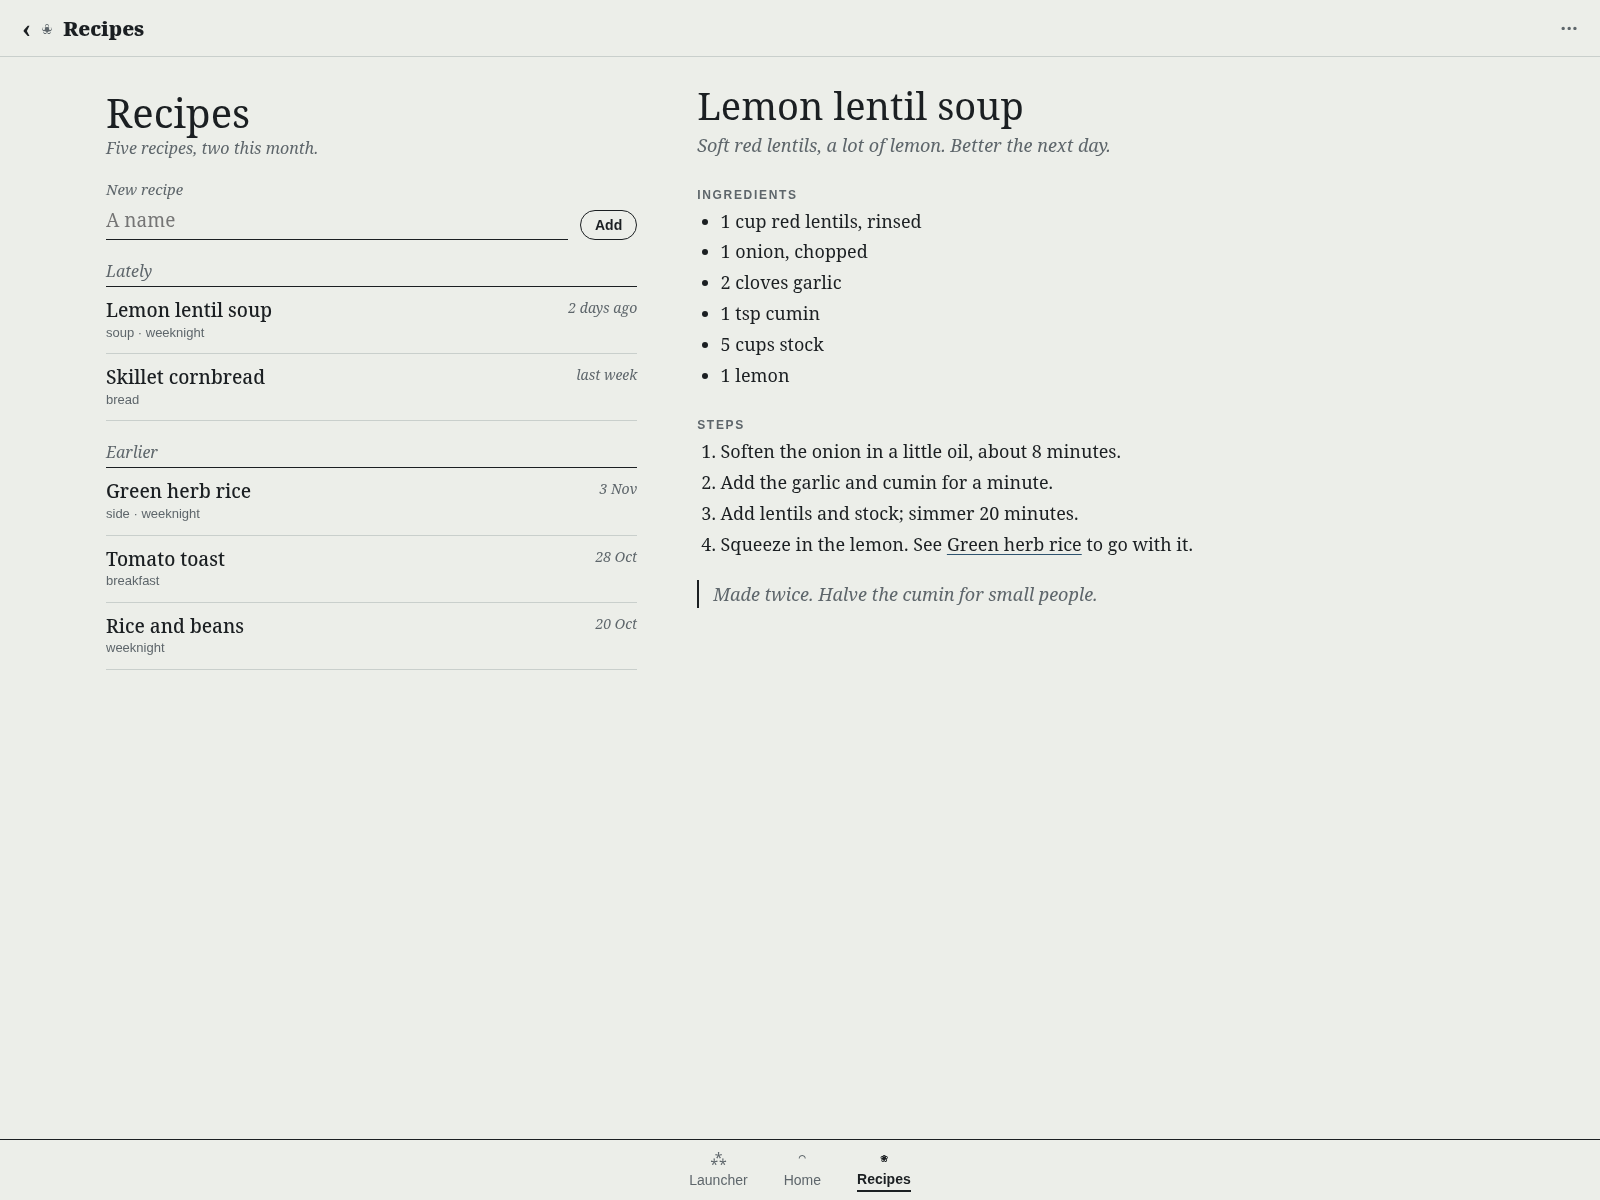 Recipes
Recipes
Five recipes, two this month.
New recipe
A name
Add
Lately
Lemon lentil soup
2 days ago
soup · weeknight
Skillet cornbread
last week
bread
Earlier
Green herb rice
3 Nov
side · weeknight
Tomato toast
28 Oct
breakfast
Rice and beans
20 Oct
weeknight
Lemon lentil soup
Soft red lentils, a lot of lemon. Better the next day.
INGREDIENTS
• 1 cup red lentils, rinsed
• 1 onion, chopped
• 2 cloves garlic
• 1 tsp cumin
• 5 cups stock
• 1 lemon
STEPS
1. Soften the onion in a little oil, about 8 minutes.
2. Add the garlic and cumin for a minute.
3. Add lentils and stock; simmer 20 minutes.
4. Squeeze in the lemon. See Green herb rice to go with it.
Made twice. Halve the cumin for small people.
Launcher
Home
Recipes